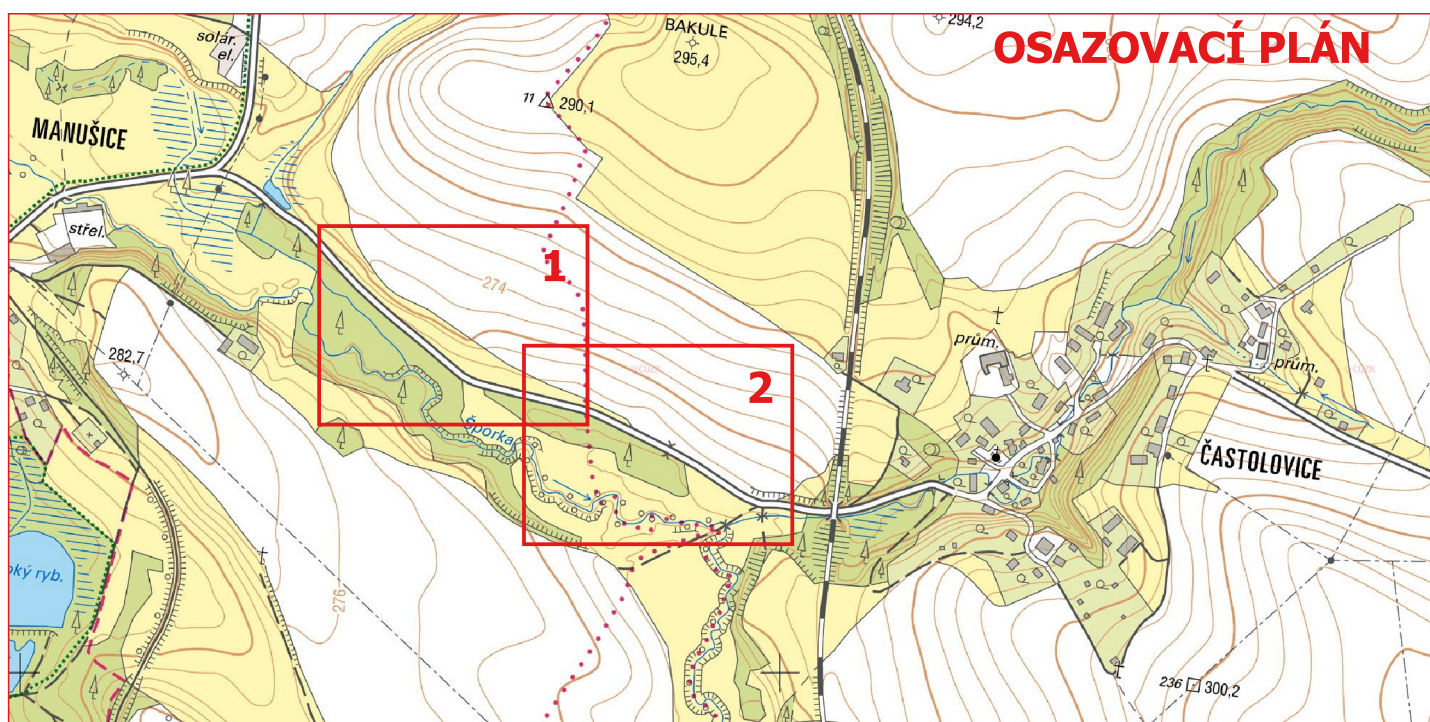 OSAZOVACÍ PLÁN
solár.
el.
BAKULE
295,4
294,2
11 290,1
MANUŠICE
střel.
1
274
282,7
2
Šporka
prům.
prům.
ČASTOLOVICE
276
ký ryb.
236 300,2